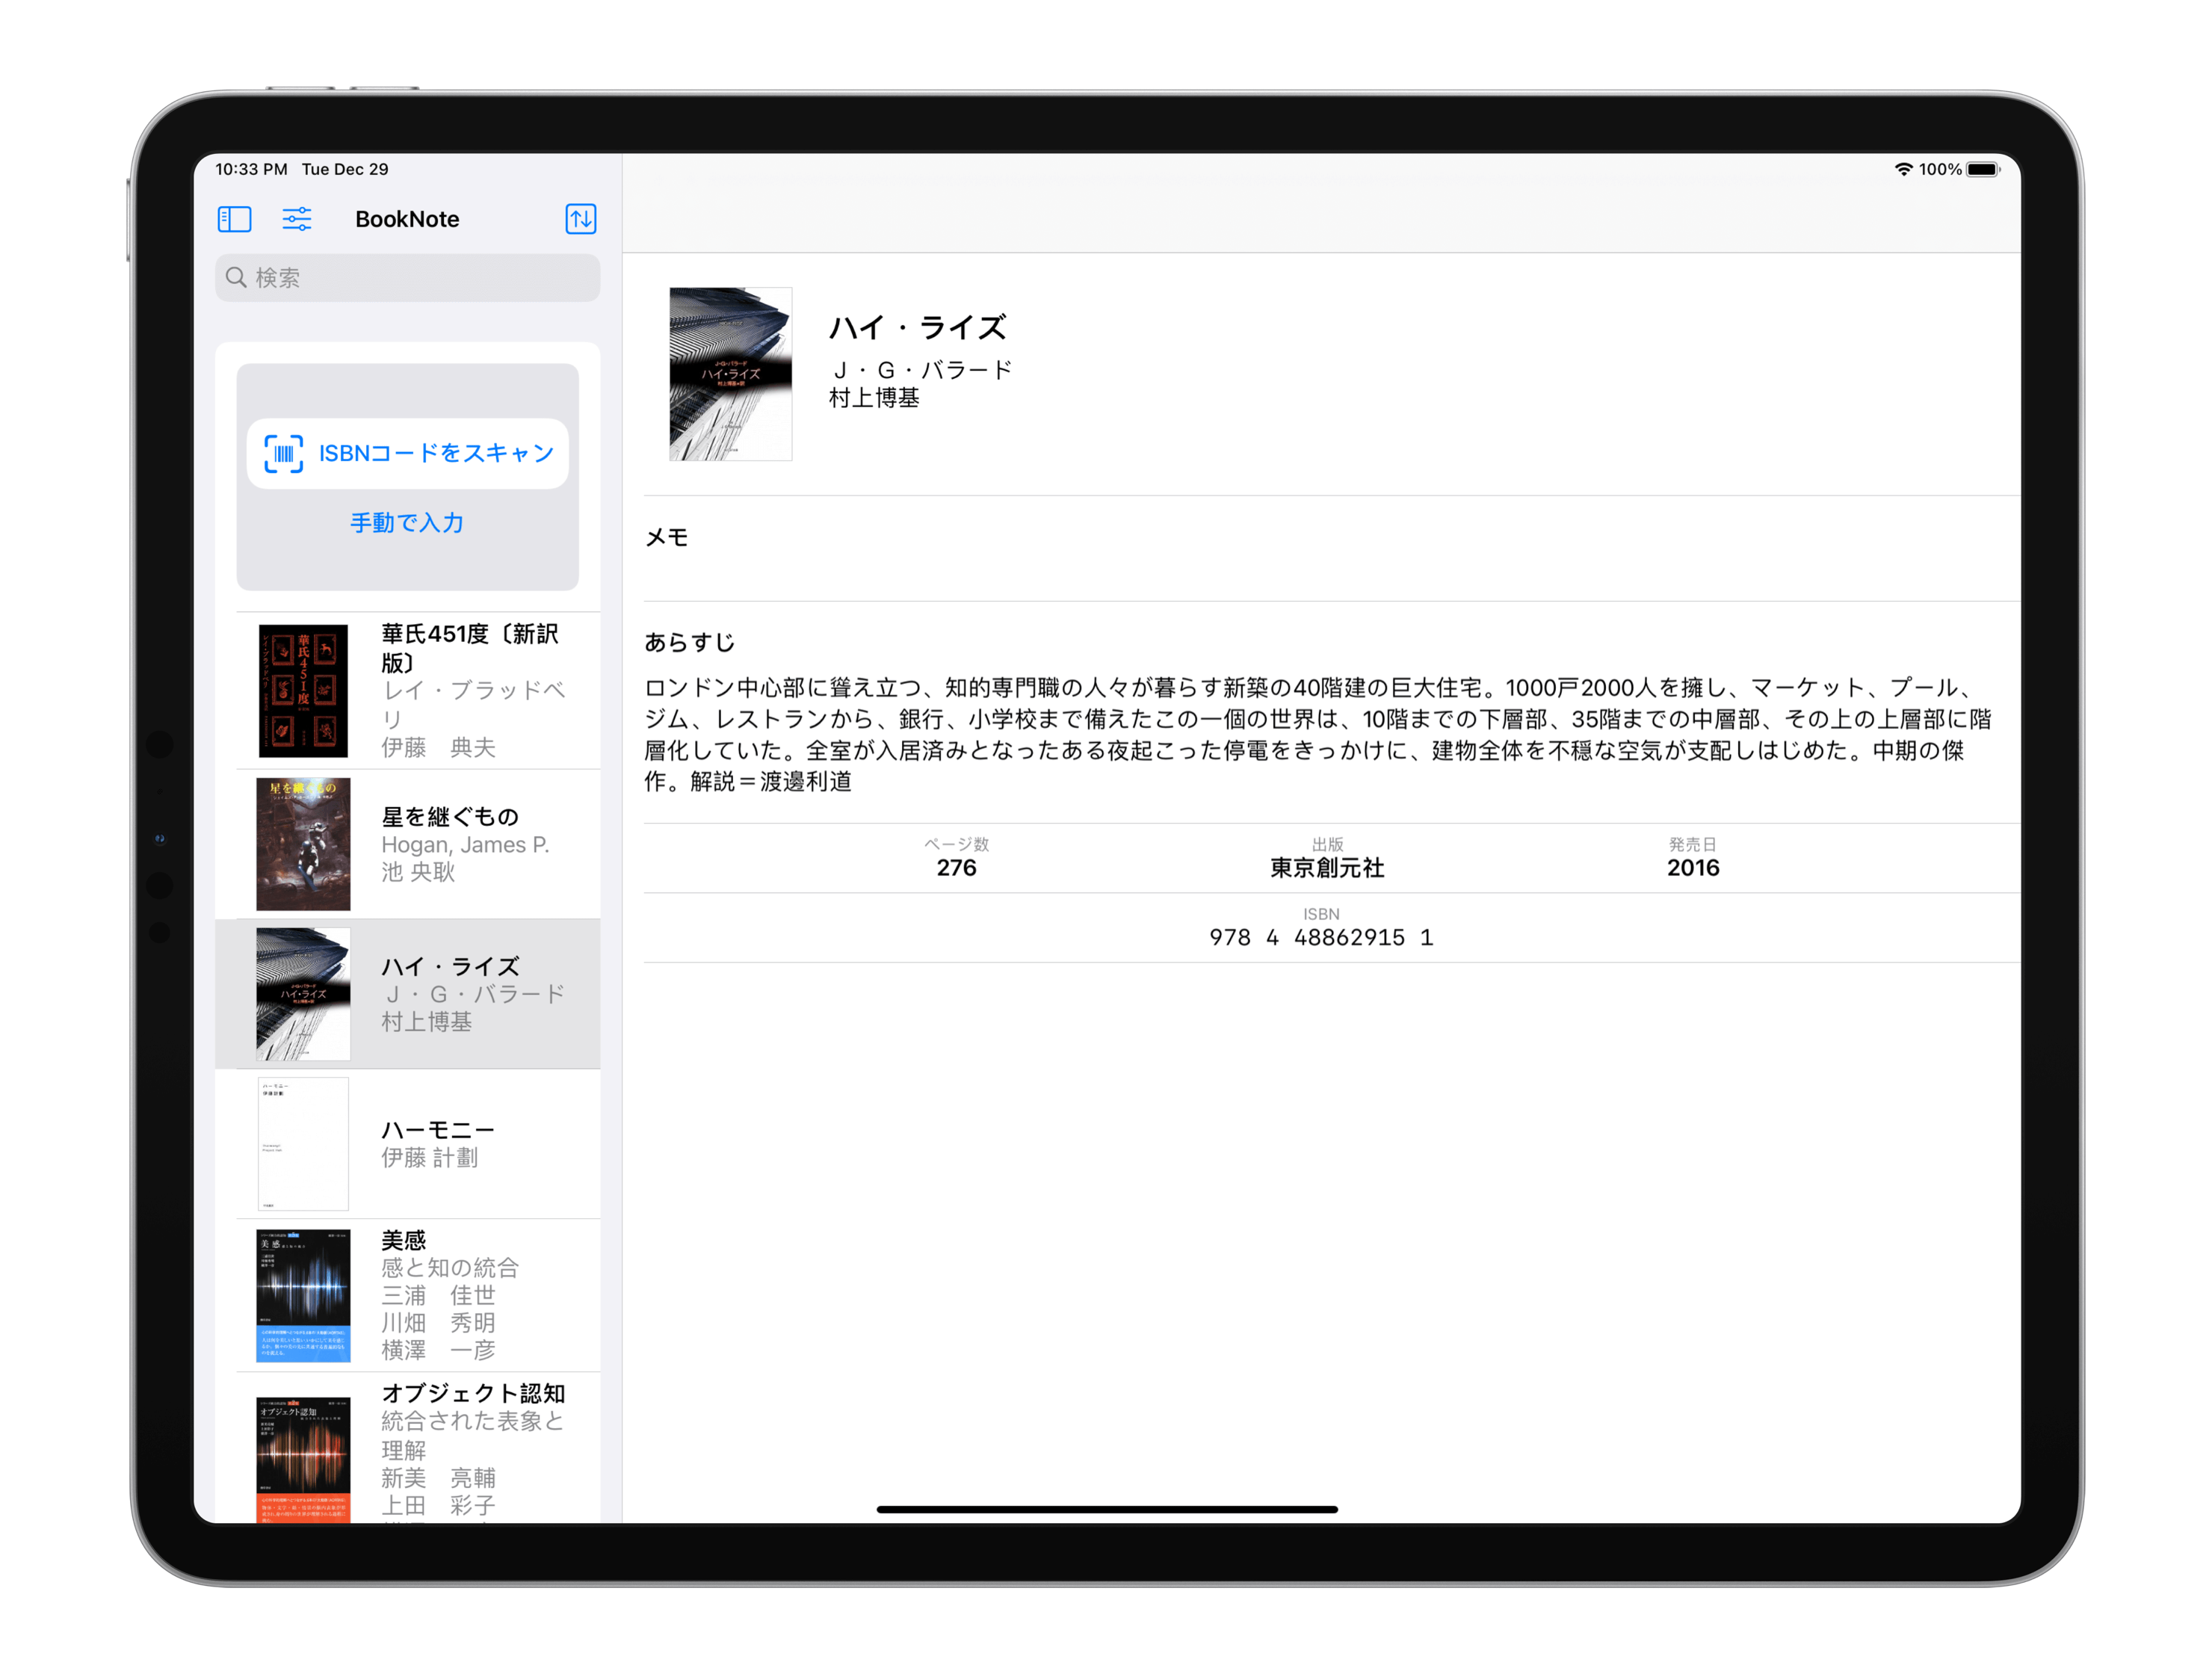 10:33 PM Tue Dec 29
100%
BookNote
検索
ISBNコードをスキャン
手動で入力
華氏451度〔新訳
版〕
レイ・ブラッドベ
リ
伊藤　典夫
星を継ぐもの
Hogan, James P.
池 央耿
ハイ・ライズ
Ｊ・Ｇ・バラード
村上博基
ハーモニー
伊藤 計劃
美感
感と知の統合
三浦　佳世
川畑　秀明
横澤　一彦
オブジェクト認知
統合された表象と
理解
新美　亮輔
上田　彩子
J・G・バラード
ハイ・ライズ
村上博基 訳
ハイ・ライズ
Ｊ・Ｇ・バラード
村上博基
メモ
あらすじ
ロンドン中心部に聳え立つ、知的専門職の人々が暮らす新築の40階建の巨大住宅。1000戸2000人を擁し、マーケット、プール、
ジム、レストランから、銀行、小学校まで備えたこの一個の世界は、10階までの下層部、35階までの中層部、その上の上層部に階
層化していた。全室が入居済みとなったある夜起こった停電をきっかけに、建物全体を不穏な空気が支配しはじめた。中期の傑
作。解説＝渡邊利道
ページ数
276
出版
東京創元社
発売日
2016
ISBN
978 4 48862915 1